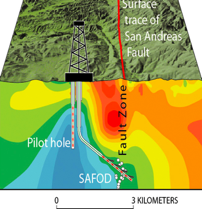 Surface
trace of
San Andreas
Fault
Pilot hole
Fault Zone
SAFOD
0 3 KILOMETERS